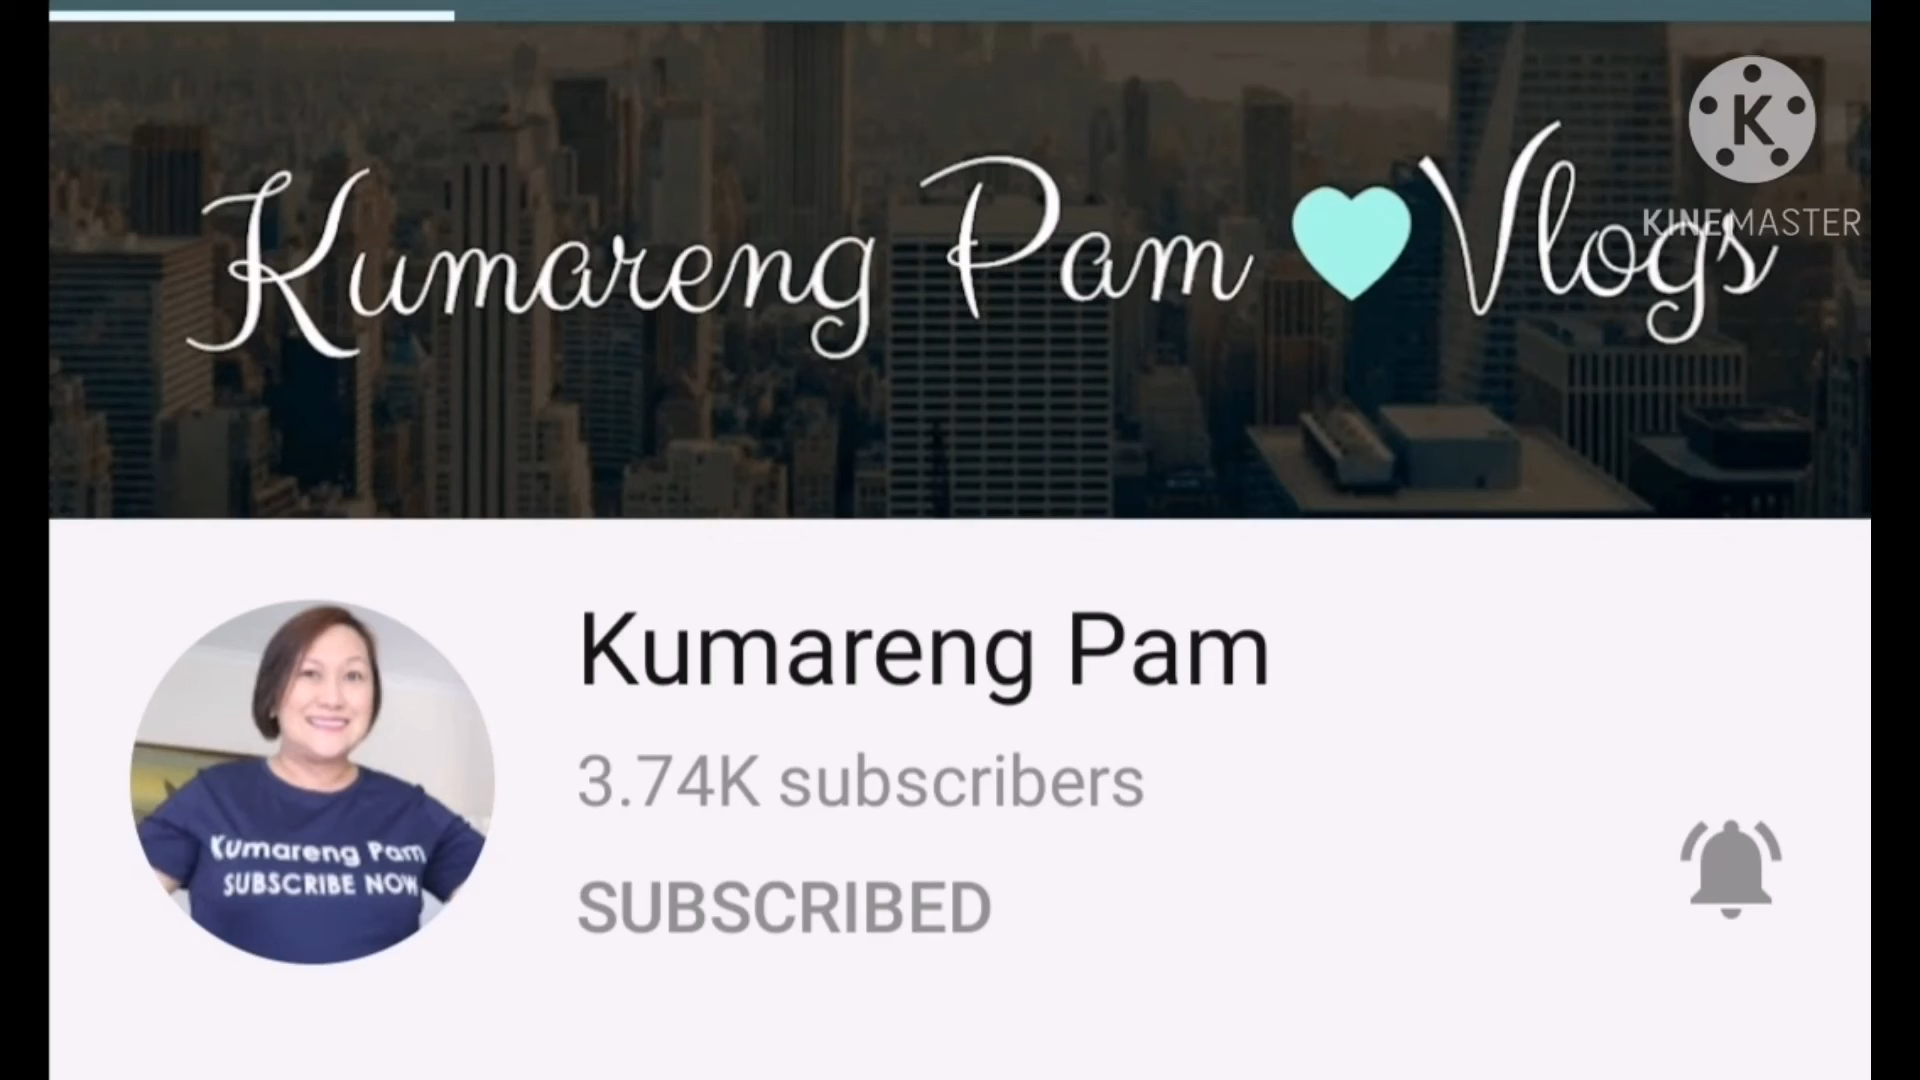 Kumareng Pam Vlogs
K
KINEMASTER
Kumareng Pam
3.74K subscribers
SUBSCRIBED
Kumareng Pam
SUBSCRIBE NOW